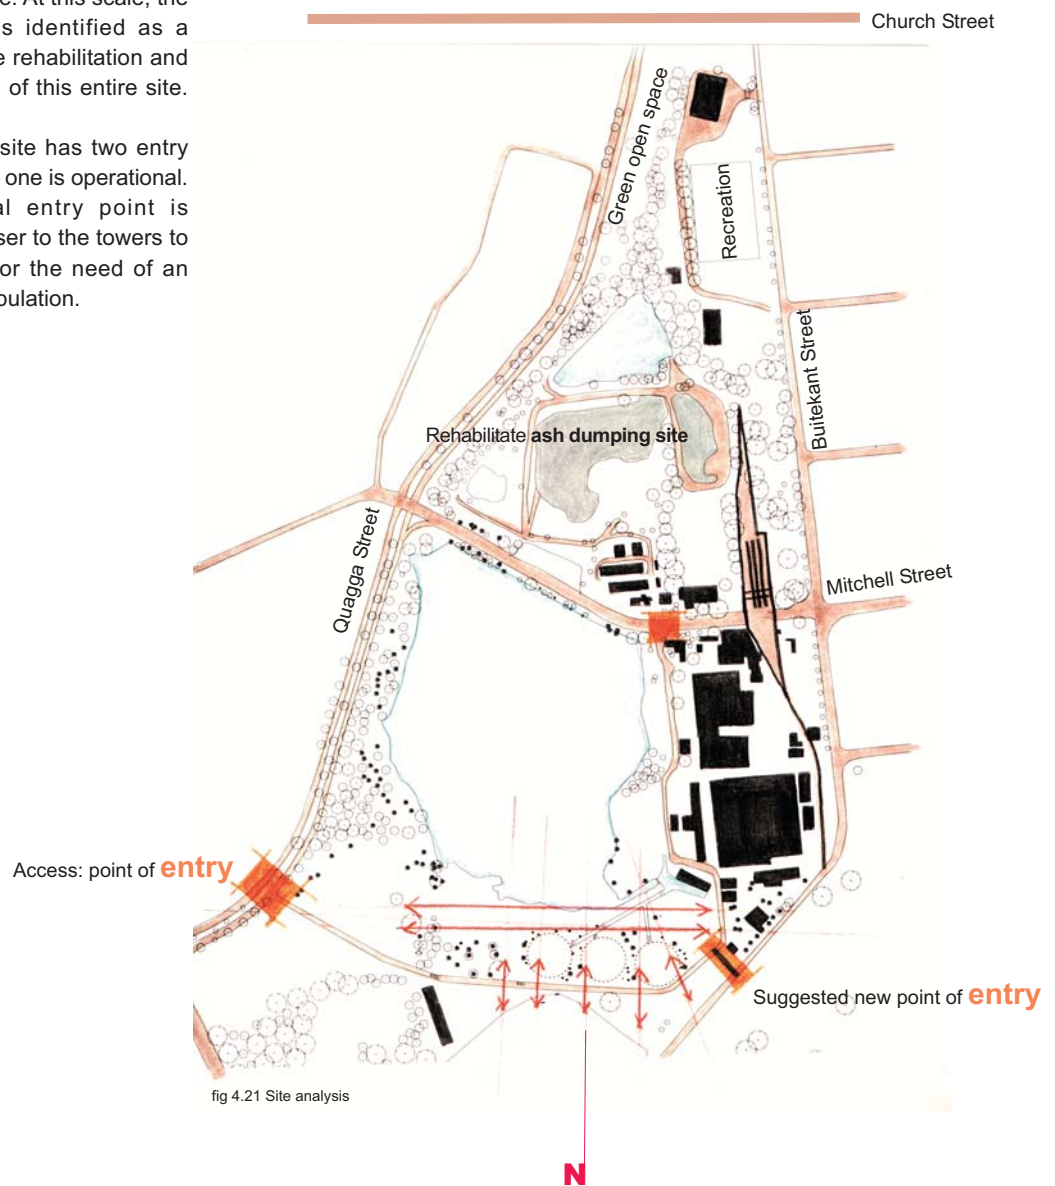 e. At this scale, the
s identified as a
e rehabilitation and
of this entire site.
site has two entry
one is operational.
al entry point is
ser to the towers to
or the need of an
pulation.
Church Street
Green open space
Recreation
Buitekant Street
Rehabilitate ash dumping site
Quagga Street
Mitchell Street
Access: point of entry
Suggested new point of entry
fig 4.21 Site analysis
N